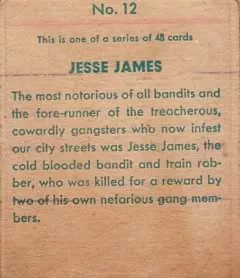 No. 12
This is one of a series of 48 cards
JESSE JAMES
The most notorious of all bandits and
the fore-runner of the treacherous,
cowardly gangsters who now infest
our city streets was Jesse James, the
cold blooded bandit and train rob-
ber, who was killed for a reward by
two of his own nefarious gang mem-
bers.